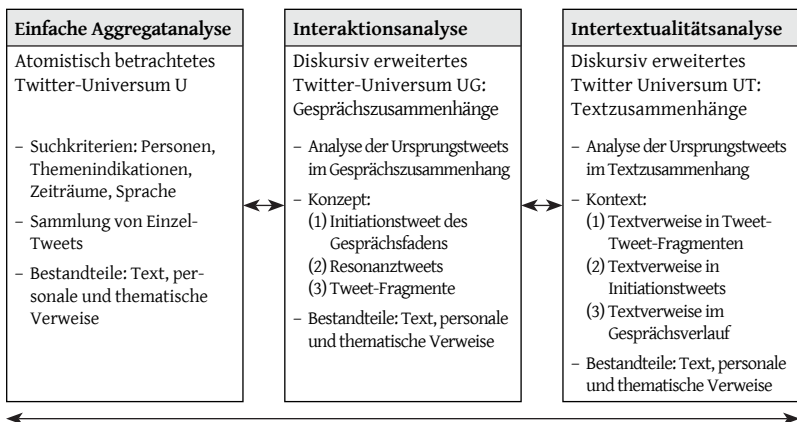 Einfache Aggregatanalyse
Atomistisch betrachtetes
Twitter-Universum U
– Suchkriterien: Personen,
Themenindikationen,
Zeiträume, Sprache
– Sammlung von Einzel-
Tweets
– Bestandteile: Text, per-
sonale und thematische
Verweise
Interaktionsanalyse
Diskursiv erweitertes
Twitter-Universum UG:
Gesprächszusammenhänge
– Analyse der Ursprungstweets
im Gesprächszusammenhang
– Konzept:
(1) Initiationstweet des
Gesprächsfadens
(2) Resonanztweets
(3) Tweet-Fragmente
– Bestandteile: Text, personale
und thematische Verweise
Intertextualitätsanalyse
Diskursiv erweitertes
Twitter Universum UT:
Textzusammenhänge
– Analyse der Ursprungstweets
im Textzusammenhang
– Kontext:
(1) Textverweise in Tweet-
Tweet-Fragmenten
(2) Textverweise in
Initiationstweets
(3) Textverweise im
Gesprächsverlauf
– Bestandteile: Text, personale
und thematische Verweise